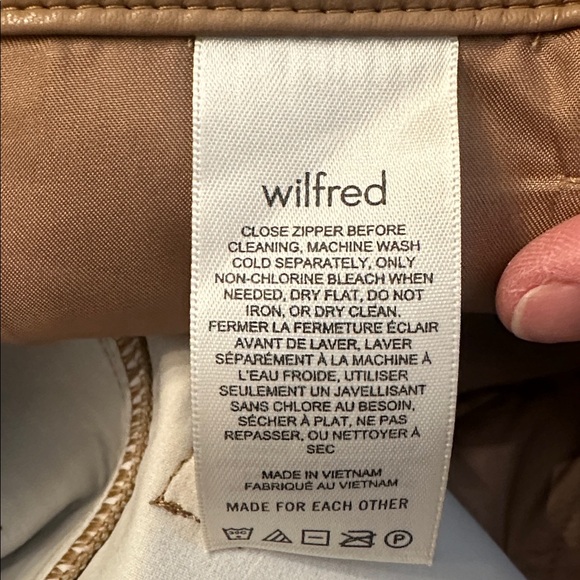 wilfred
CLOSE ZIPPER BEFORE
CLEANING, MACHINE WASH
COLD SEPARATELY, ONLY
NON-CHLORINE BLEACH WHEN
NEEDED, DRY FLAT, DO NOT
IRON, OR DRY CLEAN.
FERMER LA FERMETURE ÉCLAIR
AVANT DE LAVER, LAVER
SÉPARÉMENT À LA MACHINE À
L'EAU FROIDE, UTILISER
SEULEMENT UN JAVELLISANT
SANS CHLORE AU BESOIN,
SÉCHER À PLAT, NE PAS
REPASSER, OU NETTOYER À
SEC
MADE IN VIETNAM
FABRIQUÉ AU VIETNAM
MADE FOR EACH OTHER
P